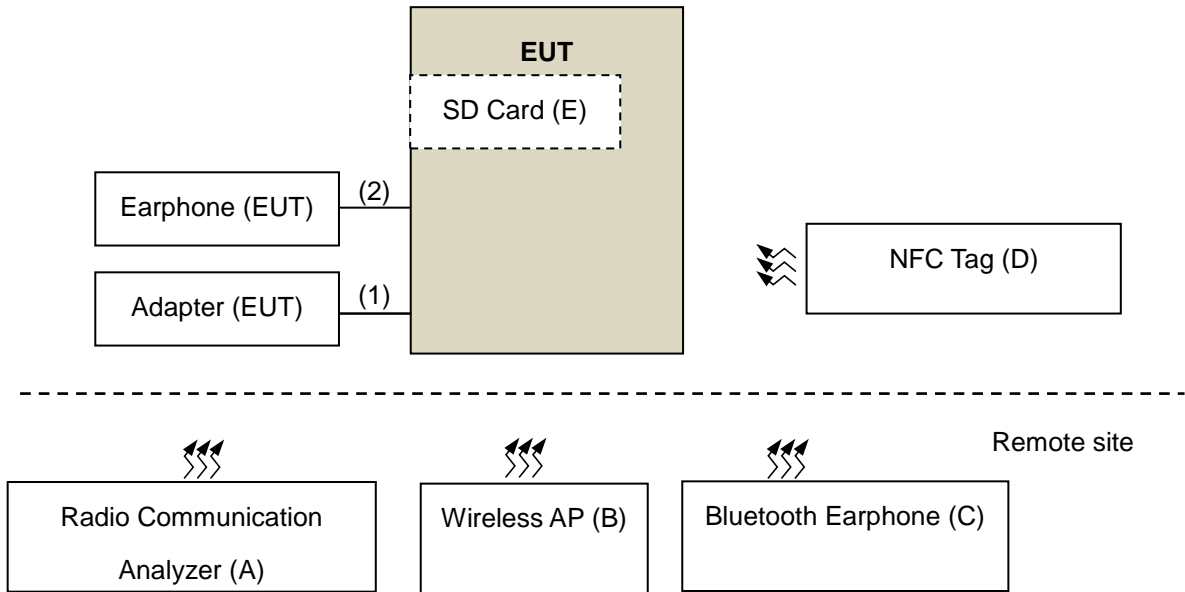 EUT
SD Card (E)
Earphone (EUT)
(2)
NFC Tag (D)
Adapter (EUT)
(1)
Remote site
Radio Communication
Analyzer (A)
Wireless AP (B)
Bluetooth Earphone (C)